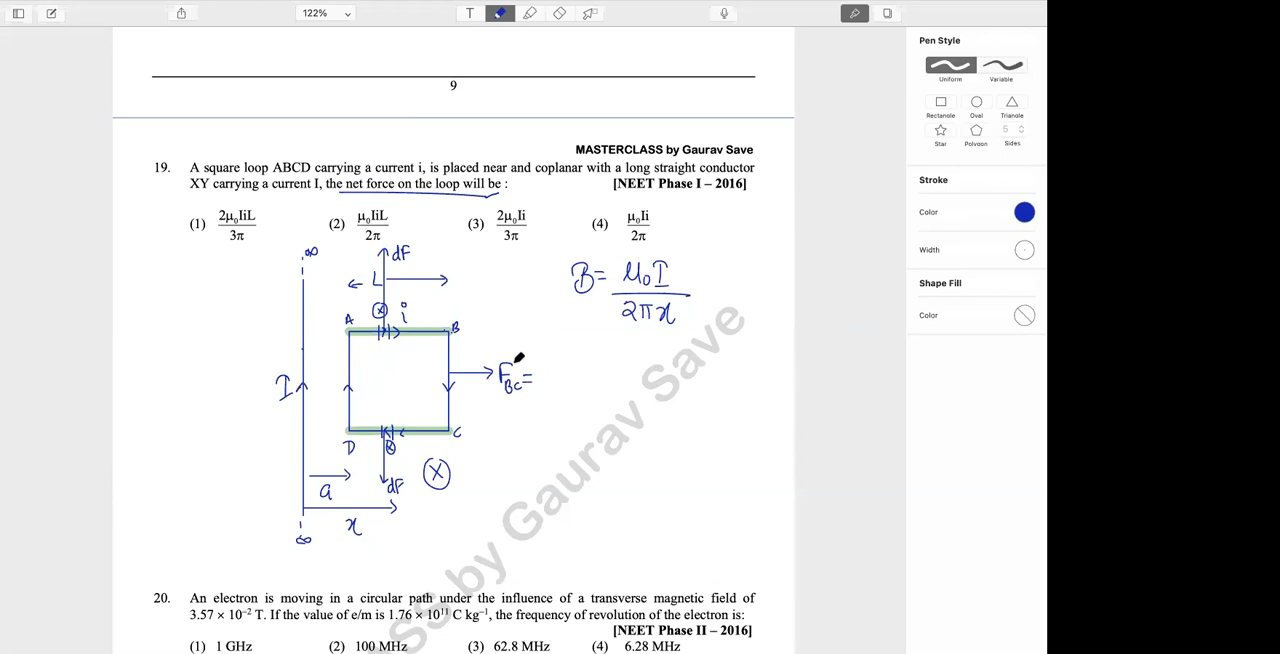 122%
T
Pen Style
Uniform
Variable
Rectangle
Oval
Triangle
Star
Polygon
5
Sides
Stroke
Color
Width
Shape Fill
Color
9
MASTERCLASS by Gaurav Save
19. A square loop ABCD carrying a current i, is placed near and coplanar with a long straight conductor
XY carrying a current I, the net force on the loop will be :
[NEET Phase I – 2016]
(1) 2μ₀IiL/3π (2) μ₀IiL/2π (3) 2μ₀Ii/3π (4) μ₀Ii/2π
∞
dF
L
B = μ₀I/2πx
i
A
B
I
F_BC =
D
C
dF
a
x
∞
SS by Gaurav Save
20. An electron is moving in a circular path under the influence of a transverse magnetic field of
3.57 × 10⁻² T. If the value of e/m is 1.76 × 10¹¹ C kg⁻¹, the frequency of revolution of the electron is:
[NEET Phase II – 2016]
(1) 1 GHz (2) 100 MHz (3) 62.8 MHz (4) 6.28 MHz